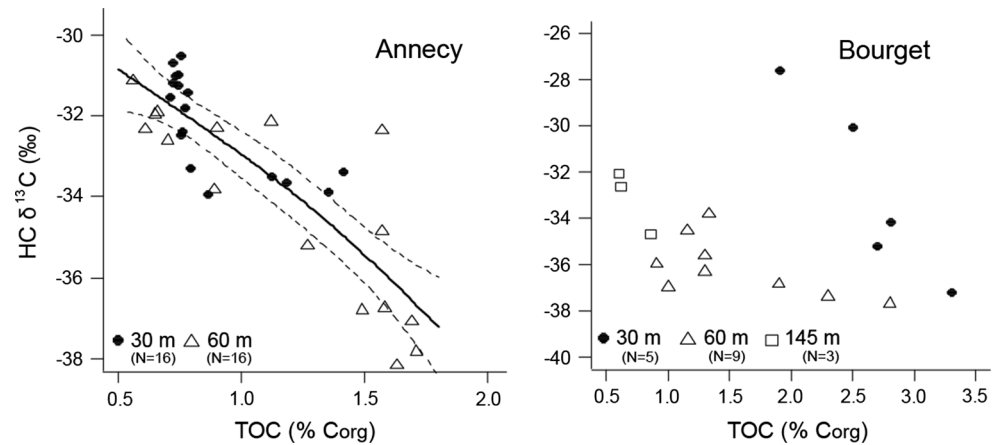 Annecy
HC δ13C (‰)
-30
-32
-34
-36
-38
30 m
(N=16)
60 m
(N=16)
0.5
1.0
1.5
2.0
TOC (% Corg)
Bourget
-26
-28
-32
-34
-36
-38
-40
30 m
(N=5)
60 m
(N=9)
145 m
(N=3)
0.5
1.0
1.5
2.0
2.5
3.0
3.5
TOC (% Corg)